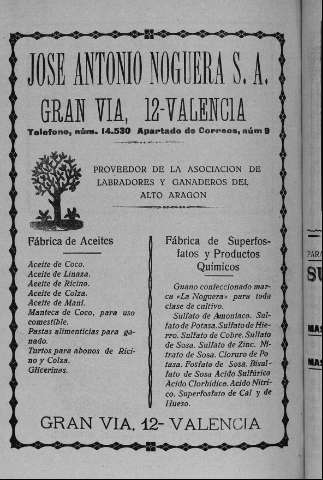 JOSE ANTONIO NOGUERA S. A.
GRAN VIA, 12-VALENCIA
Telefono, núm. 14.530 Apartado de Correos, núm 9
PROVEEDOR DE LA ASOCIACION DE
LABRADORES Y GANADEROS DEL
ALTO ARAGON
Fábrica de Aceites
Aceite de Coco.
Aceite de Linaza.
Aceite de Ricino.
Aceite de Colza.
Aceite de Maní.
Manteca de Coco, para uso
comestible.
Pastas alimenticias para ga-
nado.
Turtos para abonos de Rici-
no y Colza.
Glicerinas.
Fábrica de Superfos-
fatos y Productos
Químicos
Guano confeccionado mar-
ca «La Noguera» para toda
clase de cultivo.
Sulfato de Amoniaco. Sul-
fato de Potasa. Sulfato de Hie-
rro. Sulfato de Cobre. Sulfato
de Sosa. Sulfato de Zinc. Ni-
trato de Sosa. Cloruro de Po
tasa. Fosfato de Sosa. Bisul-
fato de Sosa Acido Sulfúrico
Acido Clorhídico. Acido Nítri-
co. Superfosfato de Cal y de
Hueso.
GRAN VIA, 12- VALENCIA
PARA
SU
MAS
MAS